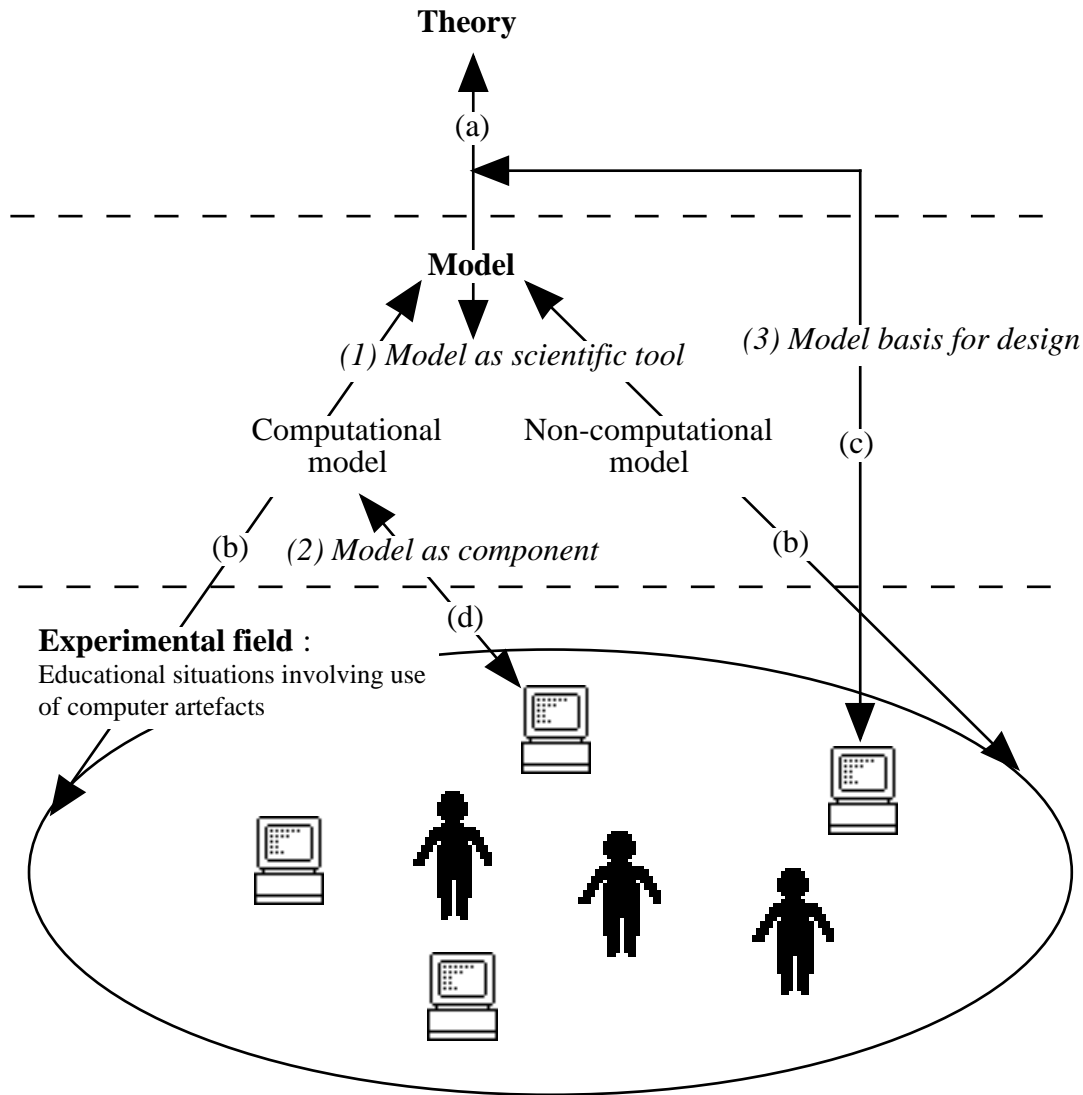 Theory
(a)
Model
(1) Model as scientific tool
(3) Model basis for design
Computational
model
Non-computational
model
(c)
(b)
(2) Model as component
(b)
(d)
Experimental field :
Educational situations involving use
of computer artefacts